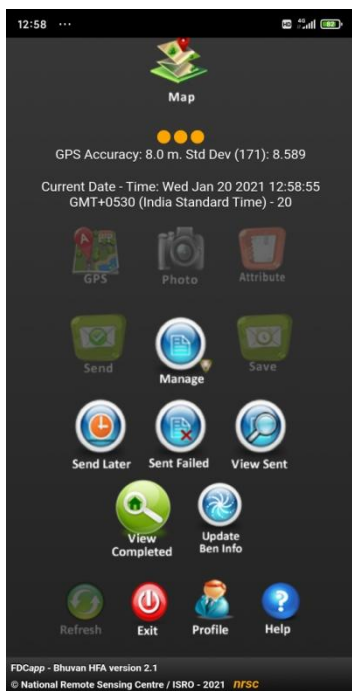 12:58 ...
HD 4G 82
Map
GPS Accuracy: 8.0 m. Std Dev (171): 8.589
Current Date - Time: Wed Jan 20 2021 12:58:55
GMT+0530 (India Standard Time) - 20
GPS Photo Attribute
Send Manage Save
Send Later Sent Failed View Sent
View Completed
Update Ben Info
Refresh Exit Profile Help
FDCapp - Bhuvan HFA version 2.1
© National Remote Sensing Centre / ISRO - 2021 nrsc